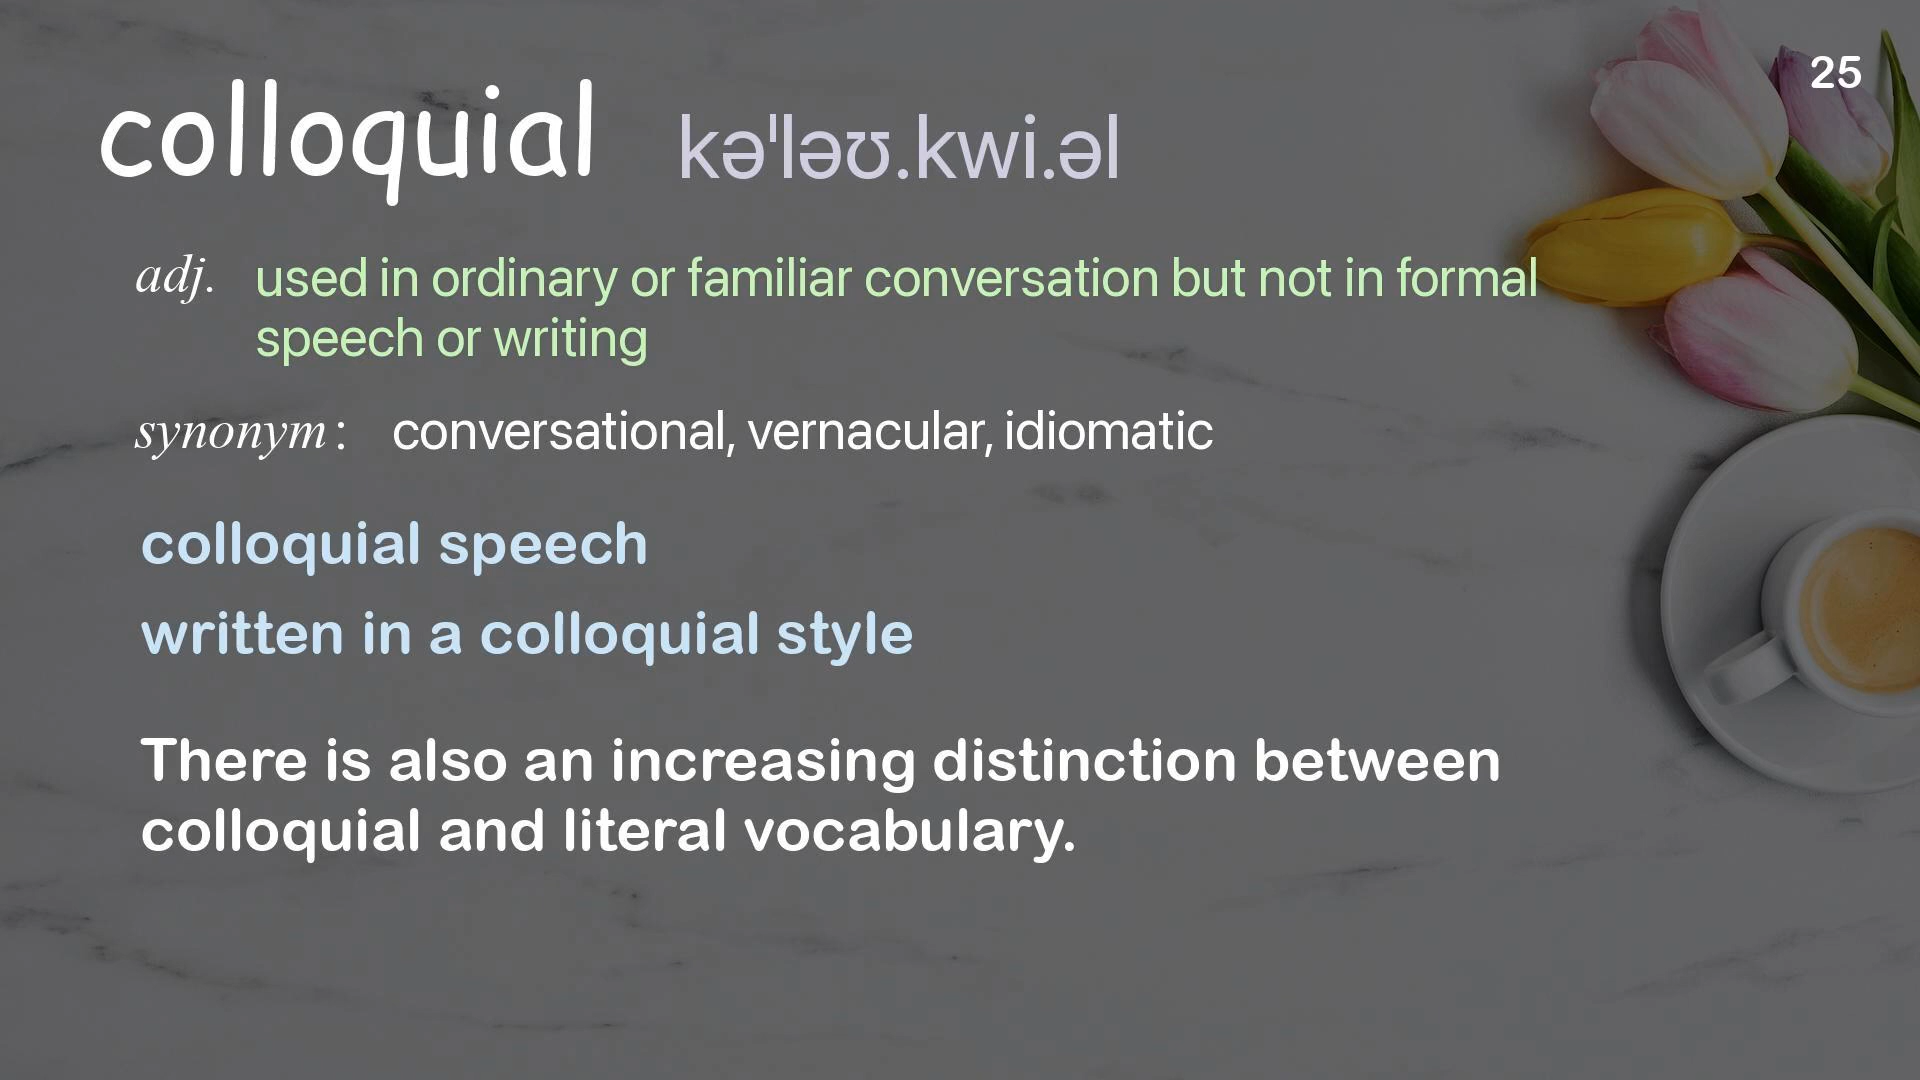 25
colloquial kəˈləʊ.kwi.əl
adj. used in ordinary or familiar conversation but not in formal
speech or writing
synonym: conversational, vernacular, idiomatic
colloquial speech
written in a colloquial style
There is also an increasing distinction between
colloquial and literal vocabulary.